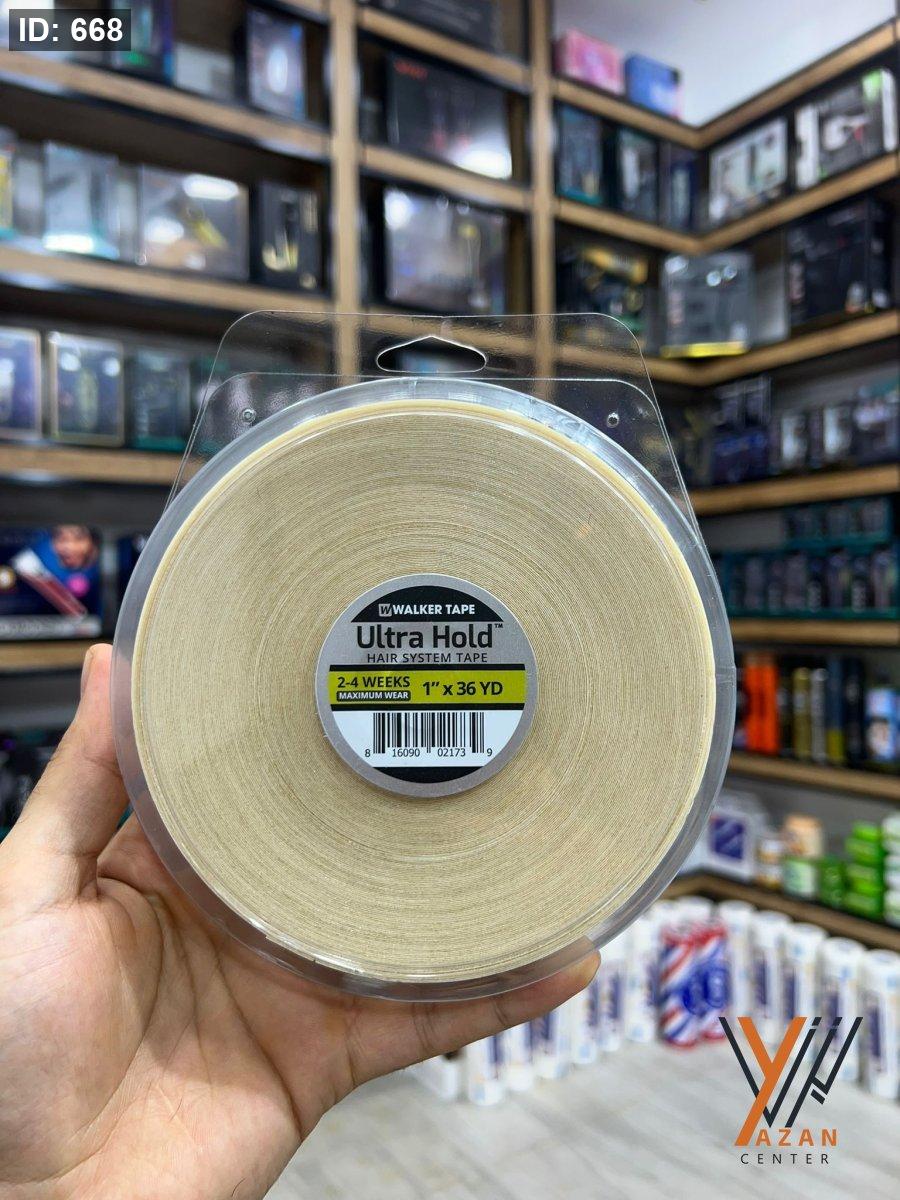 ID: 668
WALKER TAPE
Ultra Hold™
HAIR SYSTEM TAPE
2-4 WEEKS
MAXIMUM WEAR
1" x 36 YD
8 16090 02173 9
YAZAN
CENTER